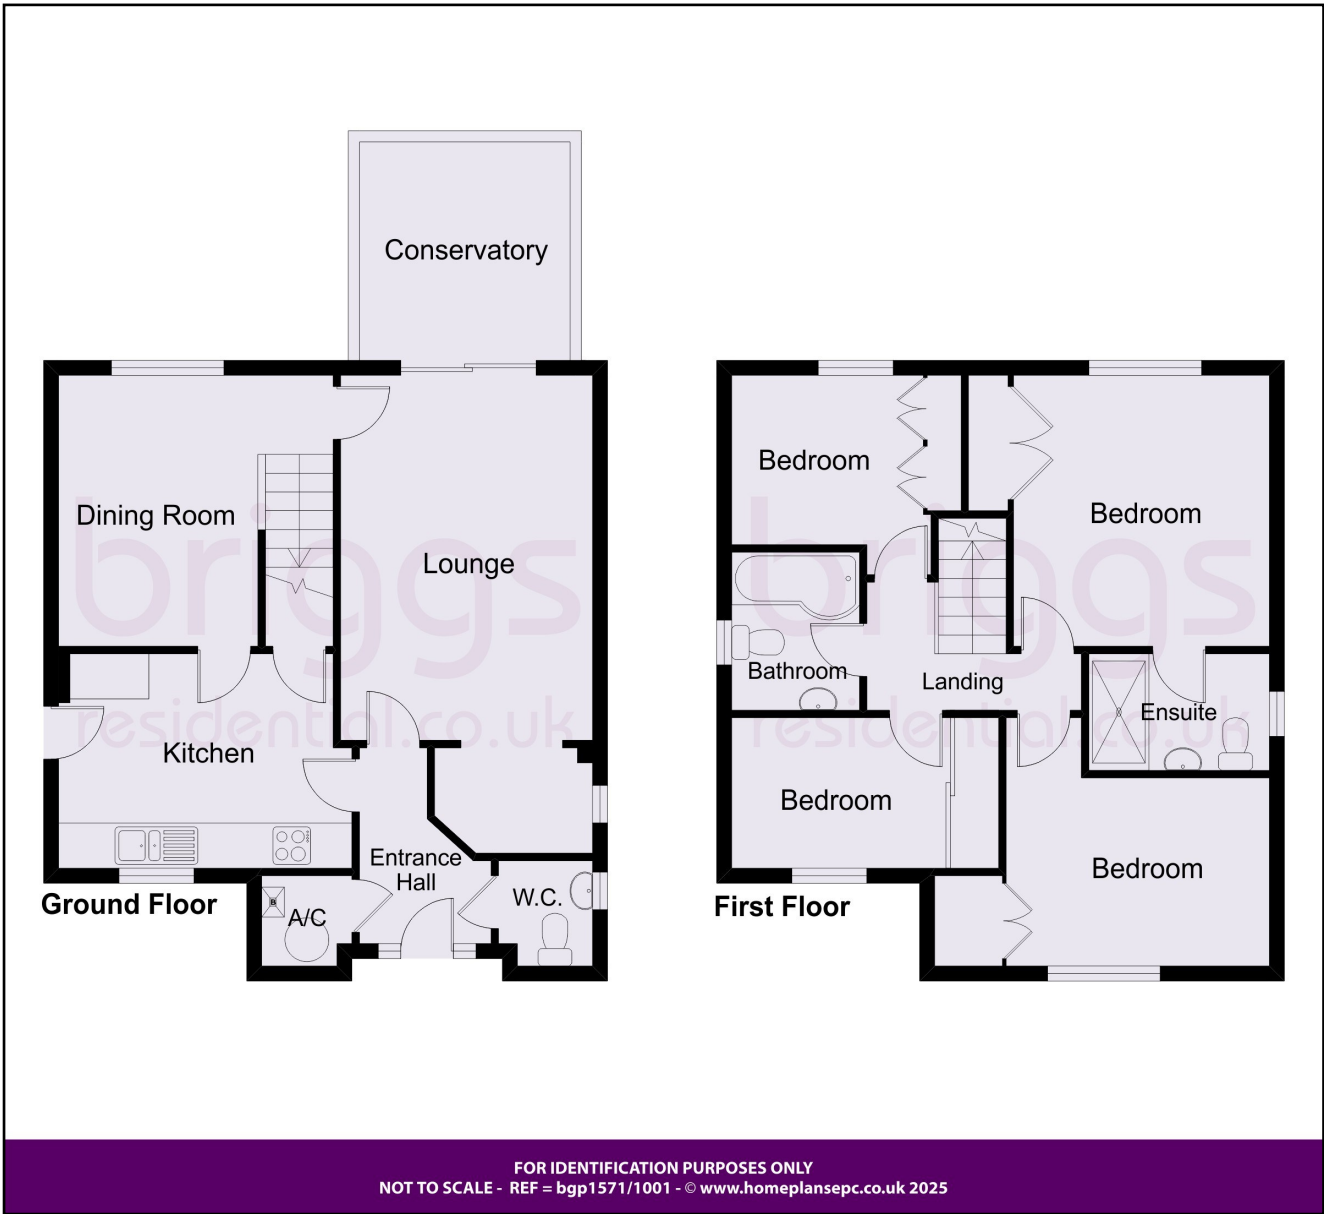 Conservatory
Dining Room
Lounge
Kitchen
Entrance
Hall
W.C.
A/C
B
Ground Floor
Bedroom
Bedroom
Bathroom
Landing
Ensuite
Bedroom
Bedroom
First Floor
briggs
residential.co.uk
briggs
residential.co.uk
FOR IDENTIFICATION PURPOSES ONLY
NOT TO SCALE - REF = bgp1571/1001 - © www.homeplansepc.co.uk 2025